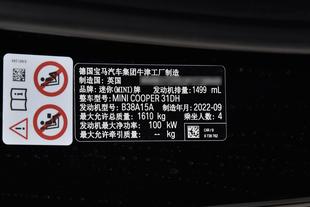 德国宝马汽车集团牛津工厂制造
制造国：英国
品牌：迷你(MINI)牌 发动机排量：1499 mL
整车型号：MINI COOPER 31DH
发动机型号：B38A15A 制造年月：2022-09
最大允许总质量：1610 kg 乘坐人数：4
发动机最大净功率：100 kW
最大允许牵引总质量：- kg